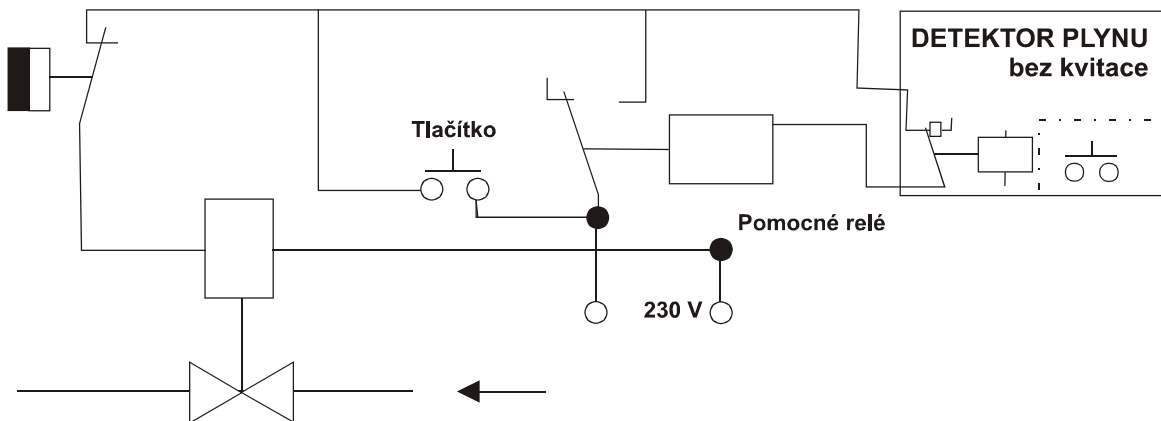 DETEKTOR PLYNU
bez kvitace
Tlačítko
Pomocné relé
230 V